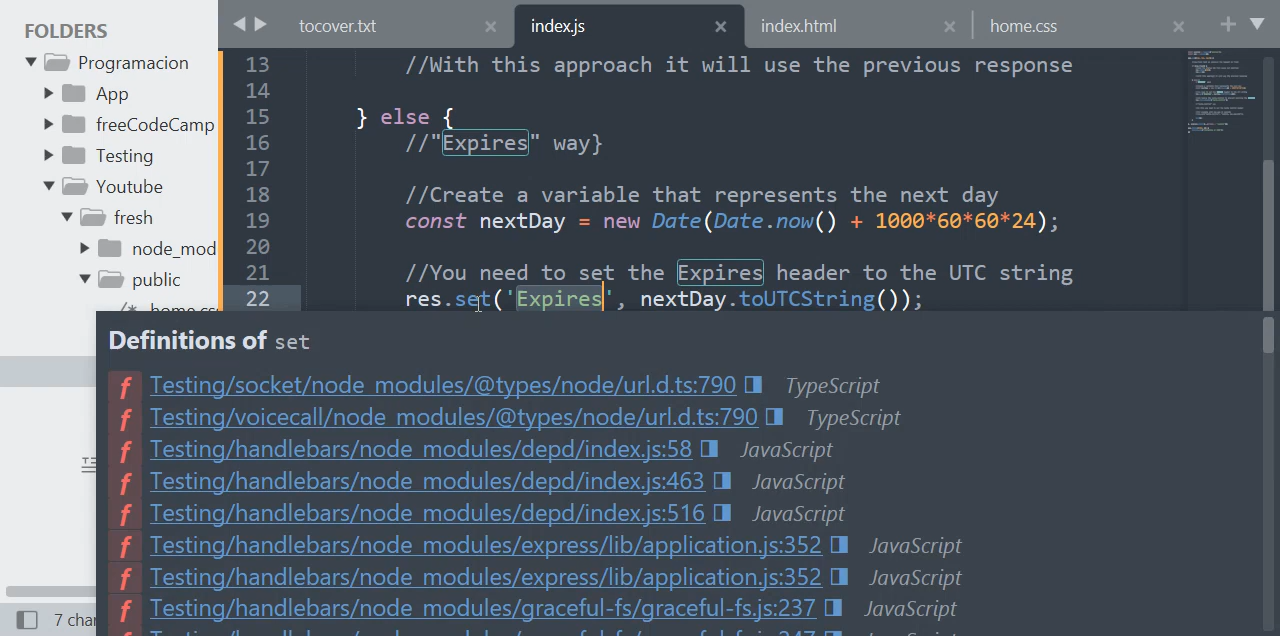 FOLDERS
Programacion
App
freeCodeCamp
Testing
Youtube
fresh
node_mod
public
7 char
tocover.txt
index.js
index.html
home.css
13 //With this approach it will use the previous response
14
15 } else {
16 //"Expires" way}
17
18 //Create a variable that represents the next day
19 const nextDay = new Date(Date.now() + 1000*60*60*24);
20
21 //You need to set the Expires header to the UTC string
22 res.set('Expires', nextDay.toUTCString());
Definitions of set
f Testing/socket/node_modules/@types/node/url.d.ts:790 TypeScript
f Testing/voicecall/node_modules/@types/node/url.d.ts:790 TypeScript
f Testing/handlebars/node_modules/depd/index.js:58 JavaScript
f Testing/handlebars/node_modules/depd/index.js:463 JavaScript
f Testing/handlebars/node_modules/depd/index.js:516 JavaScript
f Testing/handlebars/node_modules/express/lib/application.js:352 JavaScript
f Testing/handlebars/node_modules/express/lib/application.js:352 JavaScript
f Testing/handlebars/node_modules/graceful-fs/graceful-fs.js:237 JavaScript